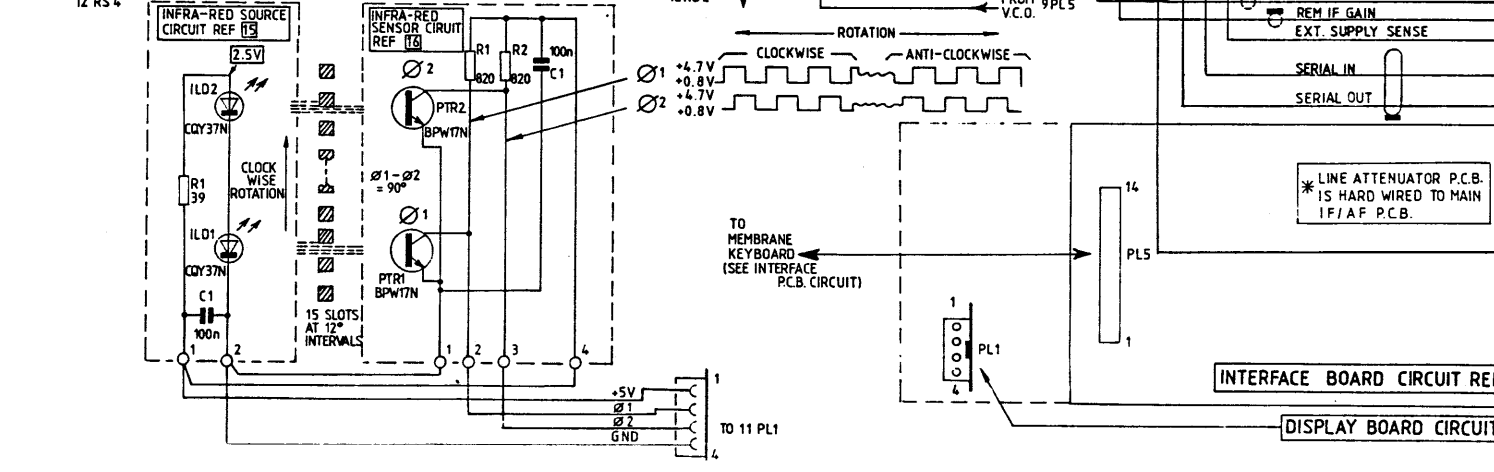 12 RS 4
INFRA-RED SOURCE
CIRCUIT REF 15
2.5V
ILD2
CQY37N
R1
39
CLOCK
WISE
ROTATION
ILD1
CQY37N
C1
100n
1
2
15 SLOTS
AT 12°
INTERVALS
INFRA-RED
SENSOR CIRUIT
REF 16
Ø 2
R1
820
R2
820
100n
C1
PTR2
BPW17N
Ø1-Ø2
= 90°
Ø 1
PTR1
BPW17N
1
2
3
4
+5V
Ø1
Ø2
GND
1
4
TO 11 PL1
FROM 9PL5
V.C.O.
ROTATION
CLOCKWISE
ANTI-CLOCKWISE
Ø1 +4.7V
+0.8V
Ø2 +4.7V
+0.8V
TO
MEMBRANE
KEYBOARD
(SEE INTERFACE
P.C.B. CIRCUIT)
14
PL5
1
1
PL1
4
REM IF GAIN
EXT. SUPPLY SENSE
SERIAL IN
SERIAL OUT
* LINE ATTENUATOR P.C.B.
IS HARD WIRED TO MAIN
IF/AF P.C.B.
INTERFACE BOARD CIRCUIT RE
DISPLAY BOARD CIRCUIT